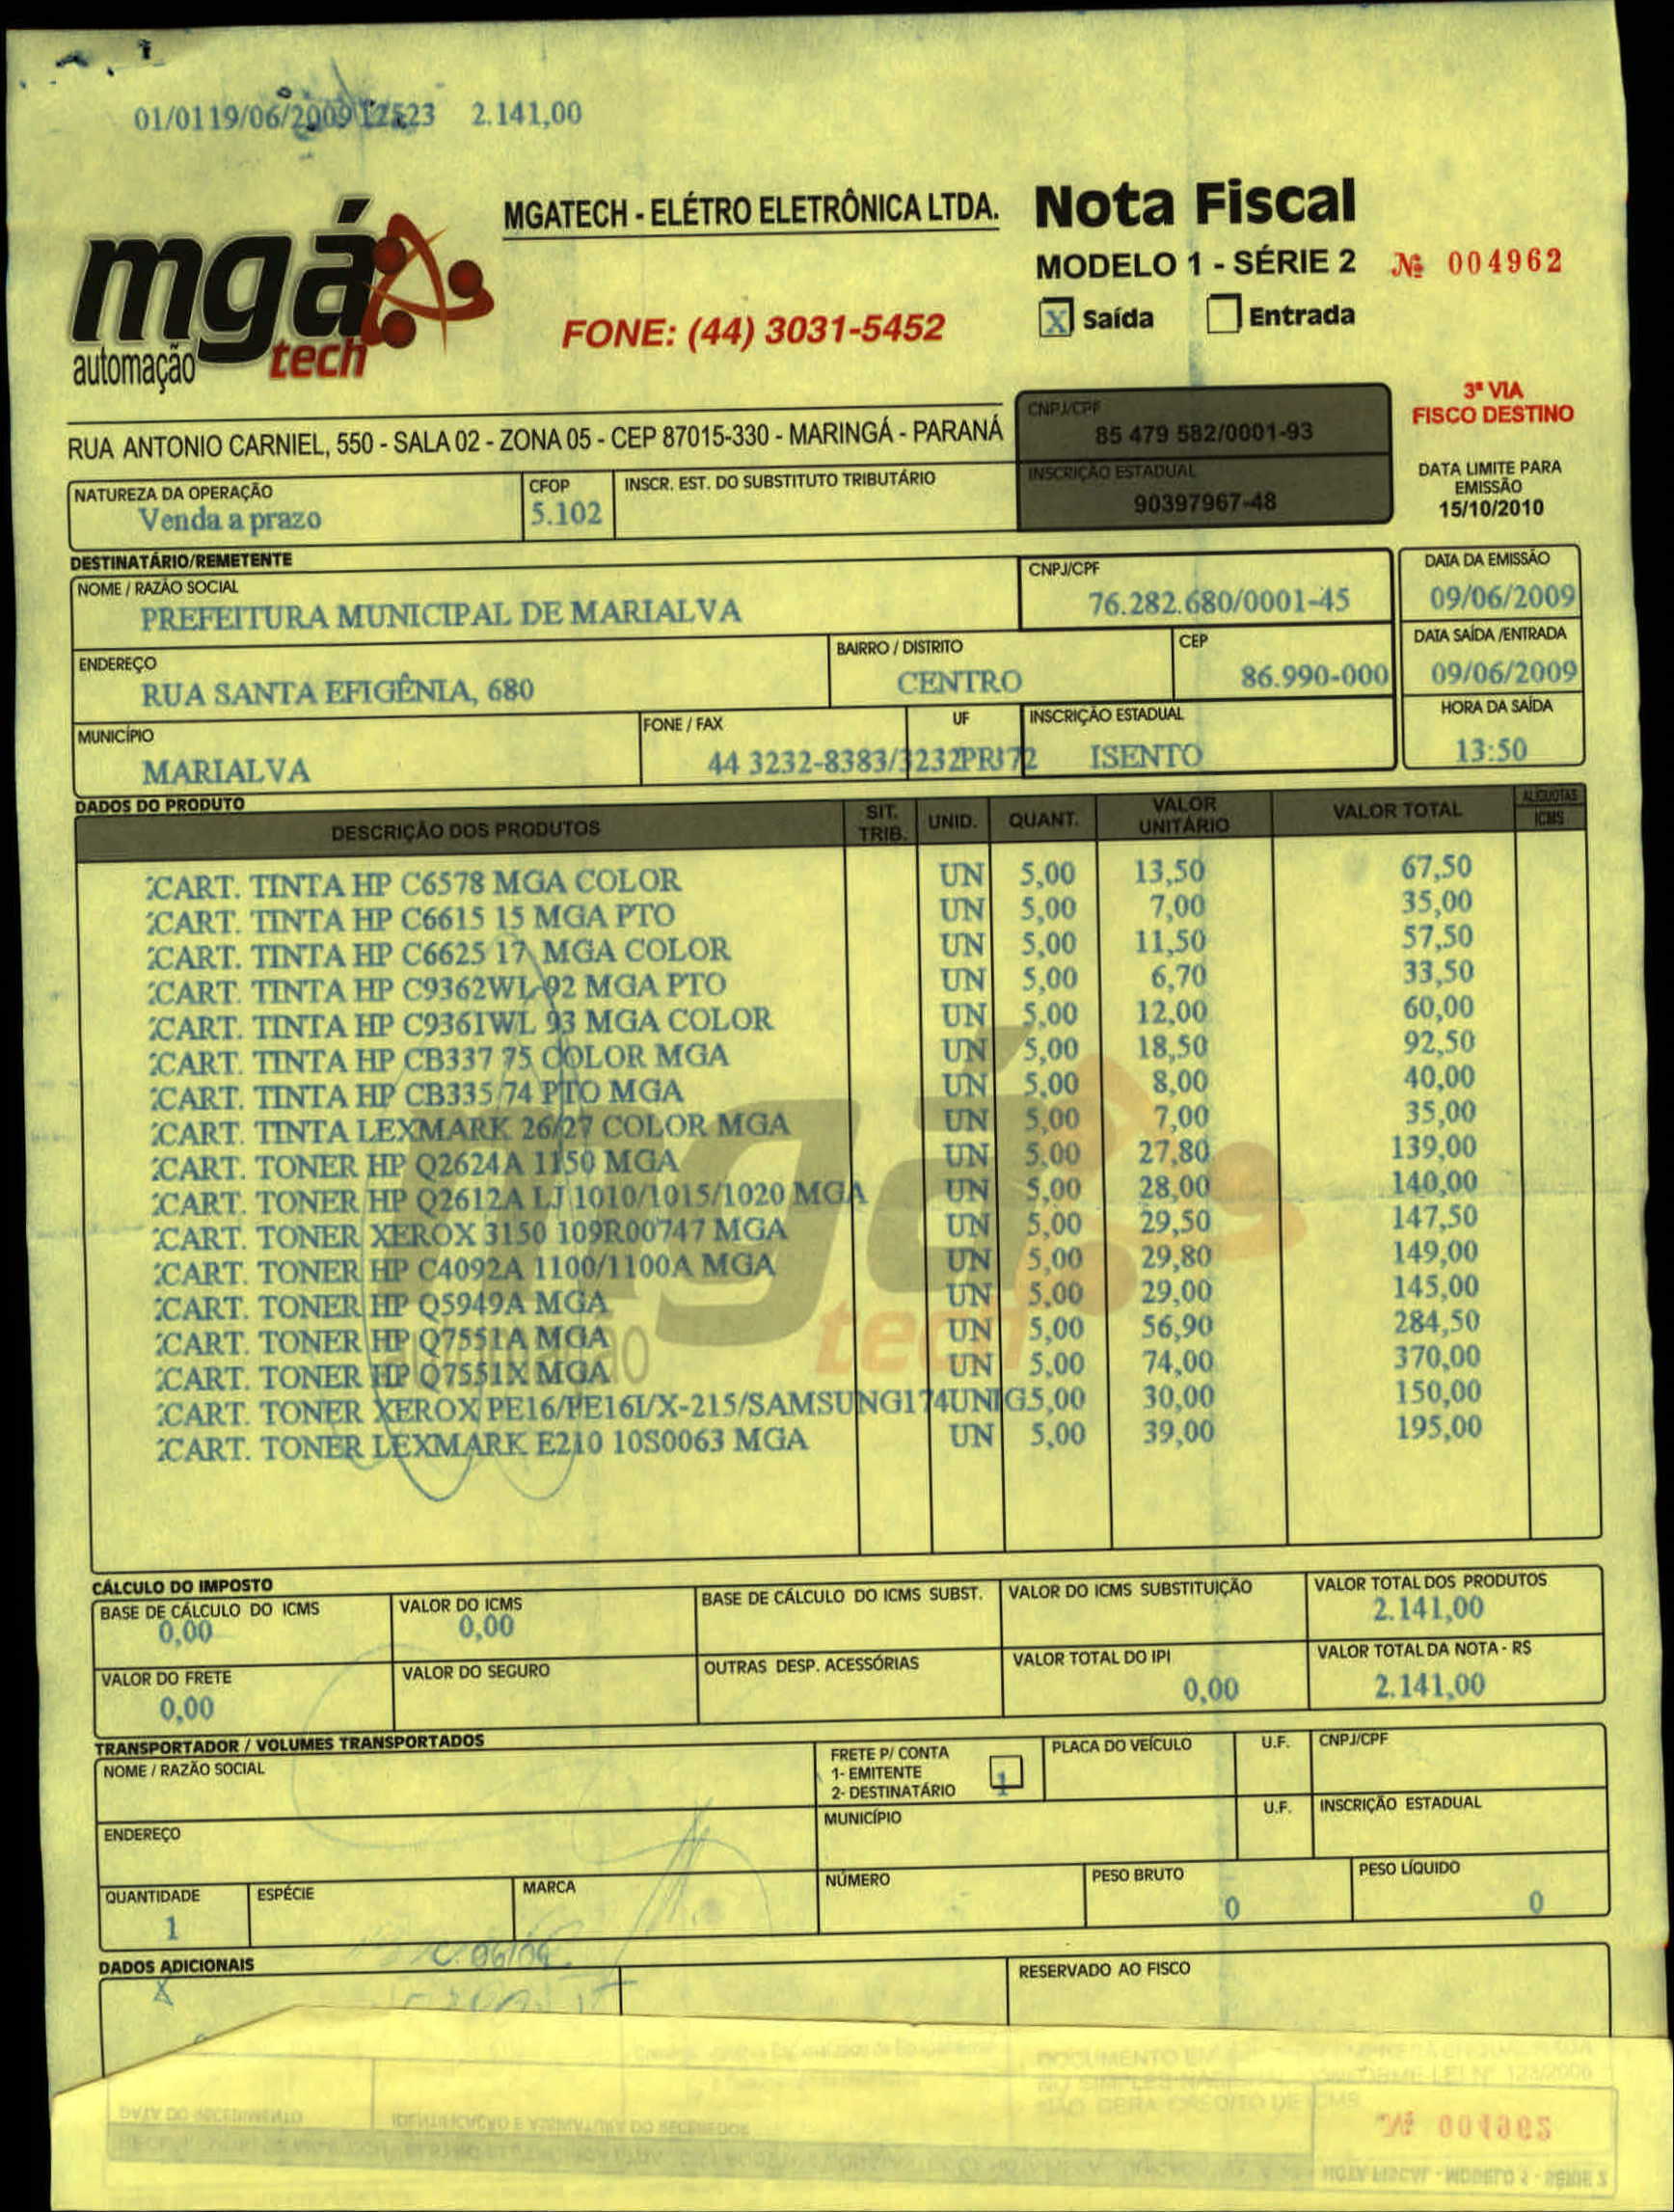 01/0119/06/2009 12523 2.141,00
MGATECH - ELÉTRO ELETRÔNICA LTDA.
Nota Fiscal
MODELO 1 - SÉRIE 2 Nº 004962
X Saída Entrada
mgá
automação tech
FONE: (44) 3031-5452
3ª VIA
FISCO DESTINO
RUA ANTONIO CARNIEL, 550 - SALA 02 - ZONA 05 - CEP 87015-330 - MARINGÁ - PARANÁ
CNPJ/CPF
85 479 582/0001-93
INSCRIÇÃO ESTADUAL
90397967-48
DATA LIMITE PARA
EMISSÃO
15/10/2010
NATUREZA DA OPERAÇÃO CFOP INSCR. EST. DO SUBSTITUTO TRIBUTÁRIO
Venda a prazo 5.102
DESTINATÁRIO/REMETENTE
NOME / RAZÃO SOCIAL CNPJ/CPF DATA DA EMISSÃO
PREFEITURA MUNICIPAL DE MARIALVA 76.282.680/0001-45 09/06/2009
ENDEREÇO BAIRRO / DISTRITO CEP DATA SAÍDA /ENTRADA
RUA SANTA EFIGÊNIA, 680 CENTRO 86.990-000 09/06/2009
MUNICÍPIO FONE / FAX UF INSCRIÇÃO ESTADUAL HORA DA SAÍDA
MARIALVA 44 3232-8383/3232PR372 ISENTO 13:50
DADOS DO PRODUTO
DESCRIÇÃO DOS PRODUTOS SIT. TRIB. UNID. QUANT. VALOR UNITÁRIO VALOR TOTAL ALÍQUOTAS ICMS
CART. TINTA HP C6578 MGA COLOR UN 5,00 13,50 67,50
CART. TINTA HP C6615 15 MGA PTO UN 5,00 7,00 35,00
CART. TINTA HP C6625 17 MGA COLOR UN 5,00 11,50 57,50
CART. TINTA HP C9362WL 92 MGA PTO UN 5,00 6,70 33,50
CART. TINTA HP C9361WL 93 MGA COLOR UN 5,00 12,00 60,00
CART. TINTA HP CB337 75 COLOR MGA UN 5,00 18,50 92,50
CART. TINTA HP CB335 74 PTO MGA UN 5,00 8,00 40,00
CART. TINTA LEXMARK 26/27 COLOR MGA UN 5,00 7,00 35,00
CART. TONER HP Q2624A 1150 MGA UN 5,00 27,80 139,00
CART. TONER HP Q2612A LJ 1010/1015/1020 MGA UN 5,00 28,00 140,00
CART. TONER XEROX 3150 109R00747 MGA UN 5,00 29,50 147,50
CART. TONER HP C4092A 1100/1100A MGA UN 5,00 29,80 149,00
CART. TONER HP Q5949A MGA UN 5,00 29,00 145,00
CART. TONER HP Q7551A MGA UN 5,00 56,90 284,50
CART. TONER HP Q7551X MGA UN 5,00 74,00 370,00
CART. TONER XEROX PE16/PE16I/X-215/SAMSUNG174UNIG5,00 30,00 150,00
CART. TONER LEXMARK E210 10S0063 MGA UN 5,00 39,00 195,00
CÁLCULO DO IMPOSTO
BASE DE CÁLCULO DO ICMS VALOR DO ICMS BASE DE CÁLCULO DO ICMS SUBST. VALOR DO ICMS SUBSTITUIÇÃO VALOR TOTAL DOS PRODUTOS
0,00 0,00 2.141,00
VALOR DO FRETE VALOR DO SEGURO OUTRAS DESP. ACESSÓRIAS VALOR TOTAL DO IPI VALOR TOTAL DA NOTA - R$
0,00 0,00 2.141,00
TRANSPORTADOR / VOLUMES TRANSPORTADOS
NOME / RAZÃO SOCIAL FRETE P/ CONTA 1- EMITENTE 2- DESTINATÁRIO 1 PLACA DO VEÍCULO U.F. CNPJ/CPF
ENDEREÇO MUNICÍPIO U.F. INSCRIÇÃO ESTADUAL
QUANTIDADE ESPÉCIE MARCA NÚMERO PESO BRUTO PESO LÍQUIDO
1 0 0
DADOS ADICIONAIS RESERVADO AO FISCO
DATA DO RECEBIMENTO IDENTIFICAÇÃO E ASSINATURA DO RECEBEDOR
Nº 004962
NOTA FISCAL - MODELO 1 - SÉRIE 2